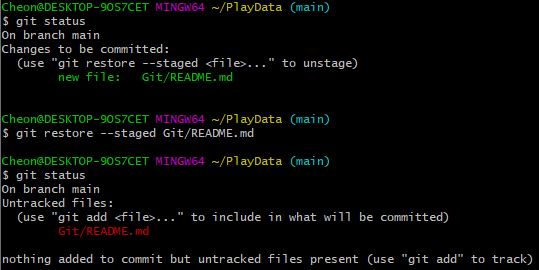 Cheon@DESKTOP-9OS7CET MINGW64 ~/PlayData (main)
$ git status
On branch main
Changes to be committed:
  (use "git restore --staged <file>..." to unstage)
        new file:   Git/README.md

Cheon@DESKTOP-9OS7CET MINGW64 ~/PlayData (main)
$ git restore --staged Git/README.md

Cheon@DESKTOP-9OS7CET MINGW64 ~/PlayData (main)
$ git status
On branch main
Untracked files:
  (use "git add <file>..." to include in what will be committed)
        Git/README.md

nothing added to commit but untracked files present (use "git add" to track)